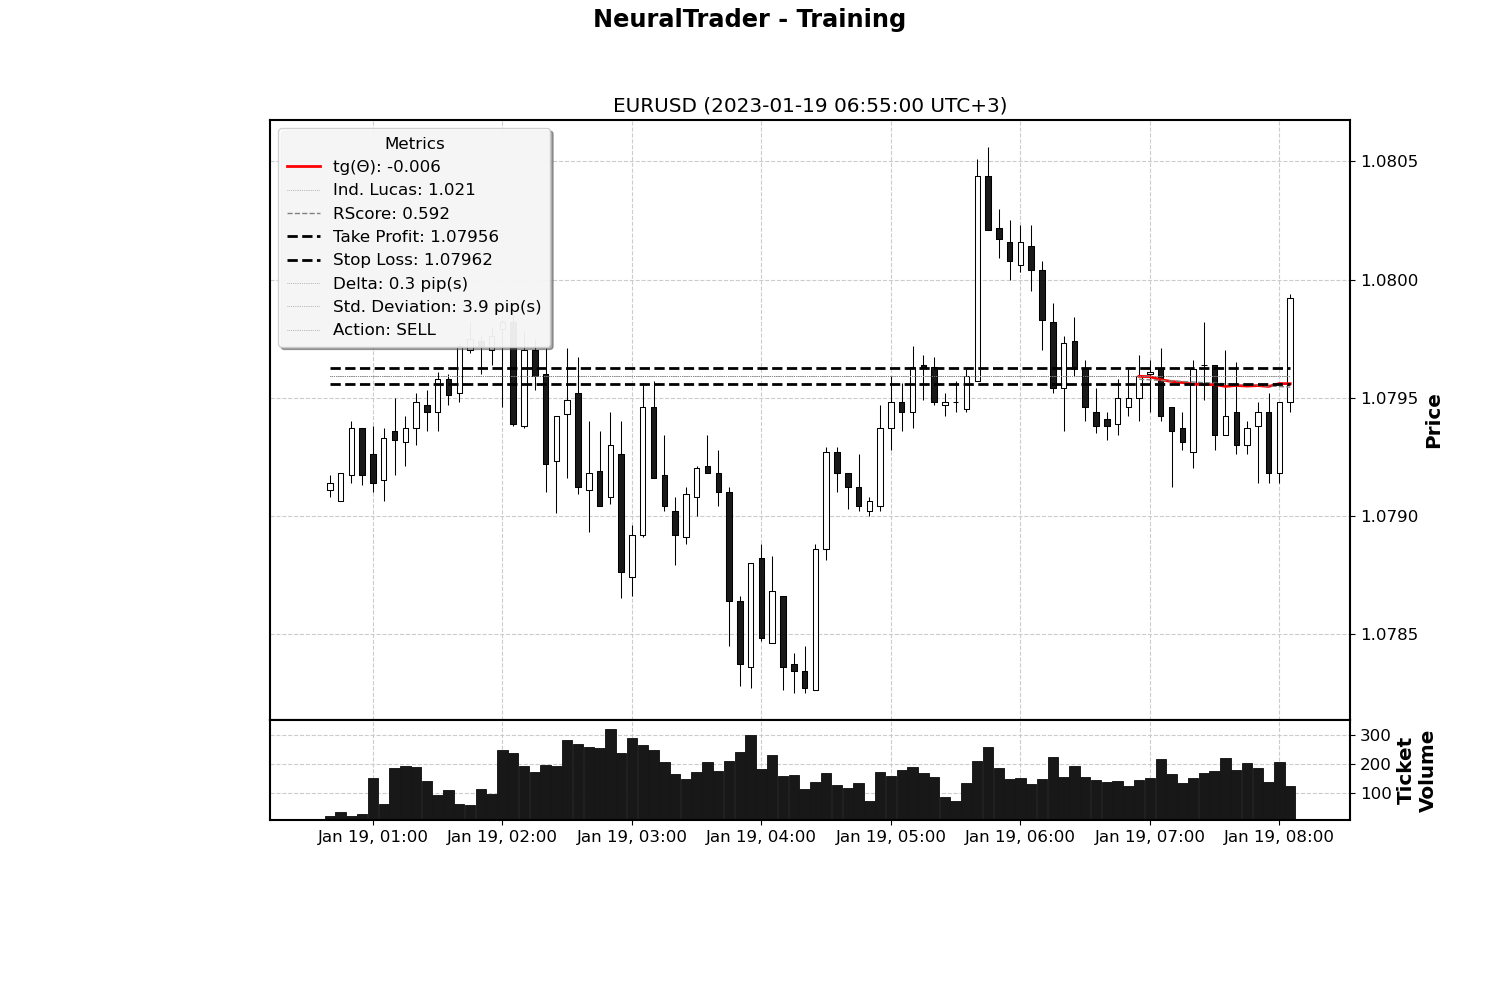 NeuralTrader - Training
EURUSD (2023-01-19 06:55:00 UTC+3)
Metrics
tg(Θ): -0.006
Ind. Lucas: 1.021
RScore: 0.592
Take Profit: 1.07956
Stop Loss: 1.07962
Delta: 0.3 pip(s)
Std. Deviation: 3.9 pip(s)
Action: SELL
1.0805
1.0800
1.0795
1.0790
1.0785
Price
300
200
100
Ticket
Volume
Jan 19, 01:00
Jan 19, 02:00
Jan 19, 03:00
Jan 19, 04:00
Jan 19, 05:00
Jan 19, 06:00
Jan 19, 07:00
Jan 19, 08:00